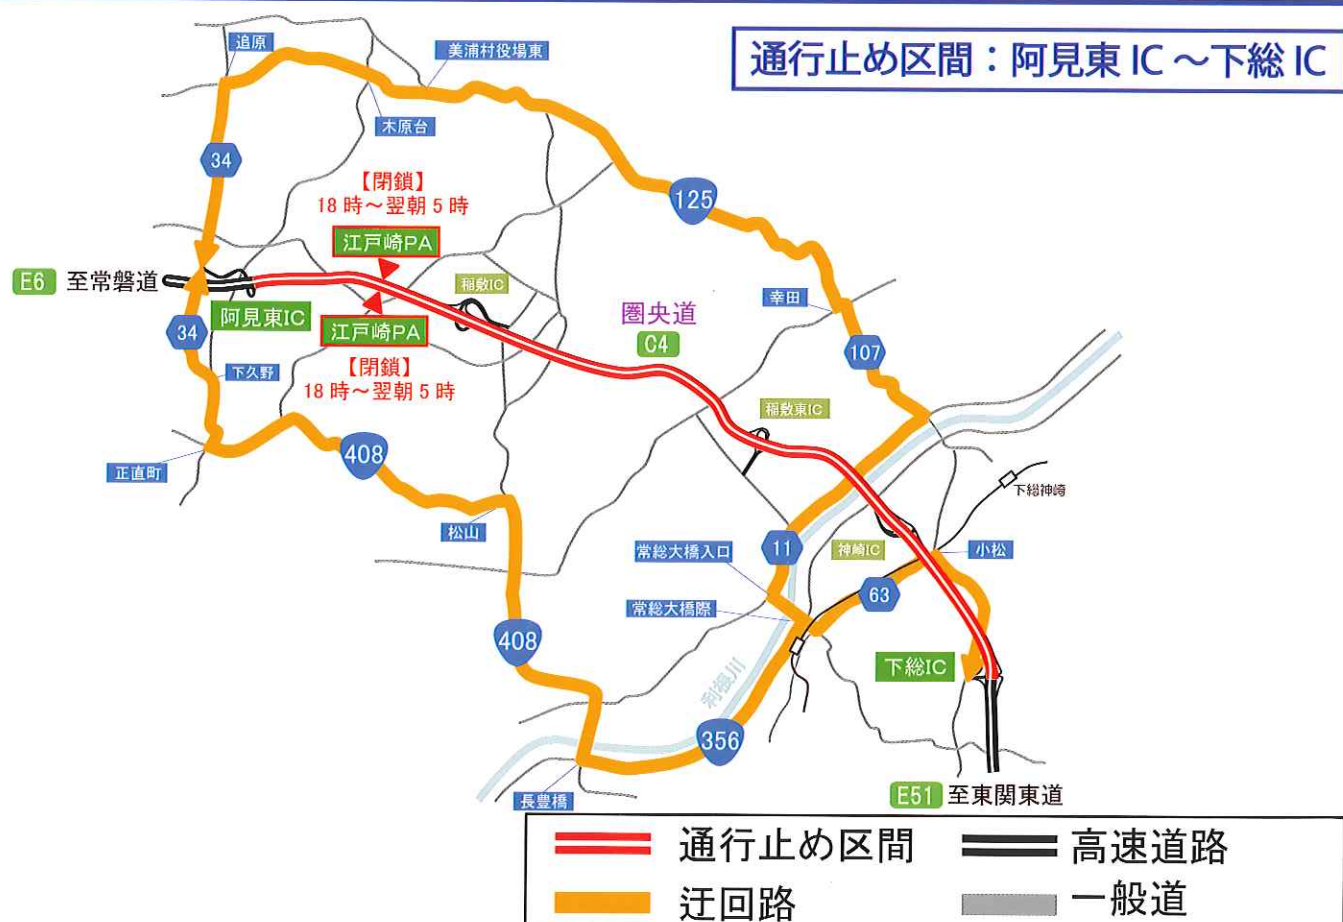 通行止め区間：阿見東 IC ～下総 IC
追原
美浦村役場東
木原台
34
【閉鎖】
18 時～翌朝 5 時
125
江戸崎PA
E6 至常磐道
稲敷IC
幸田
圏央道
C4
阿見東IC
江戸崎PA
34
107
【閉鎖】
18 時～翌朝 5 時
下久野
稲敷東IC
408
正直町
下総神崎
松山
常総大橋入口
11
神崎IC
小松
常総大橋際
63
408
下総IC
利根川
356
長豊橋
E51 至東関東道
通行止め区間
高速道路
迂回路
一般道